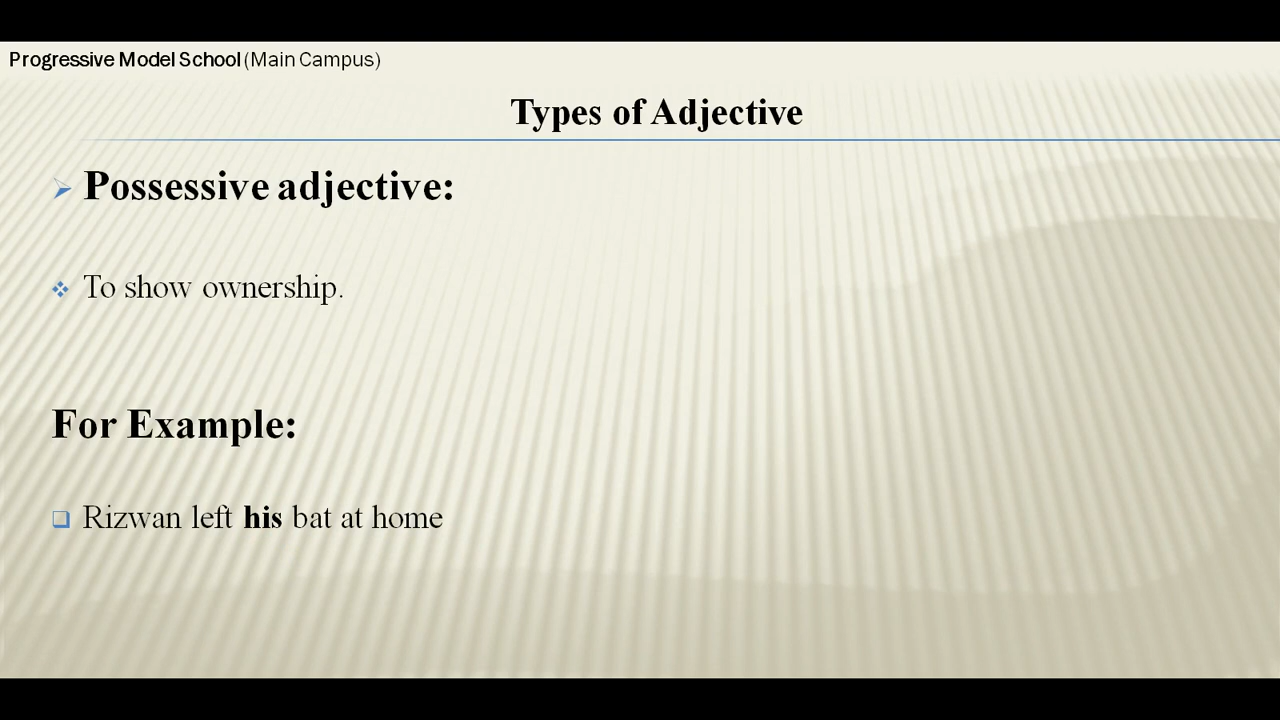 Progressive Model School (Main Campus)
Types of Adjective
Possessive adjective:
To show ownership.
For Example:
Rizwan left his bat at home